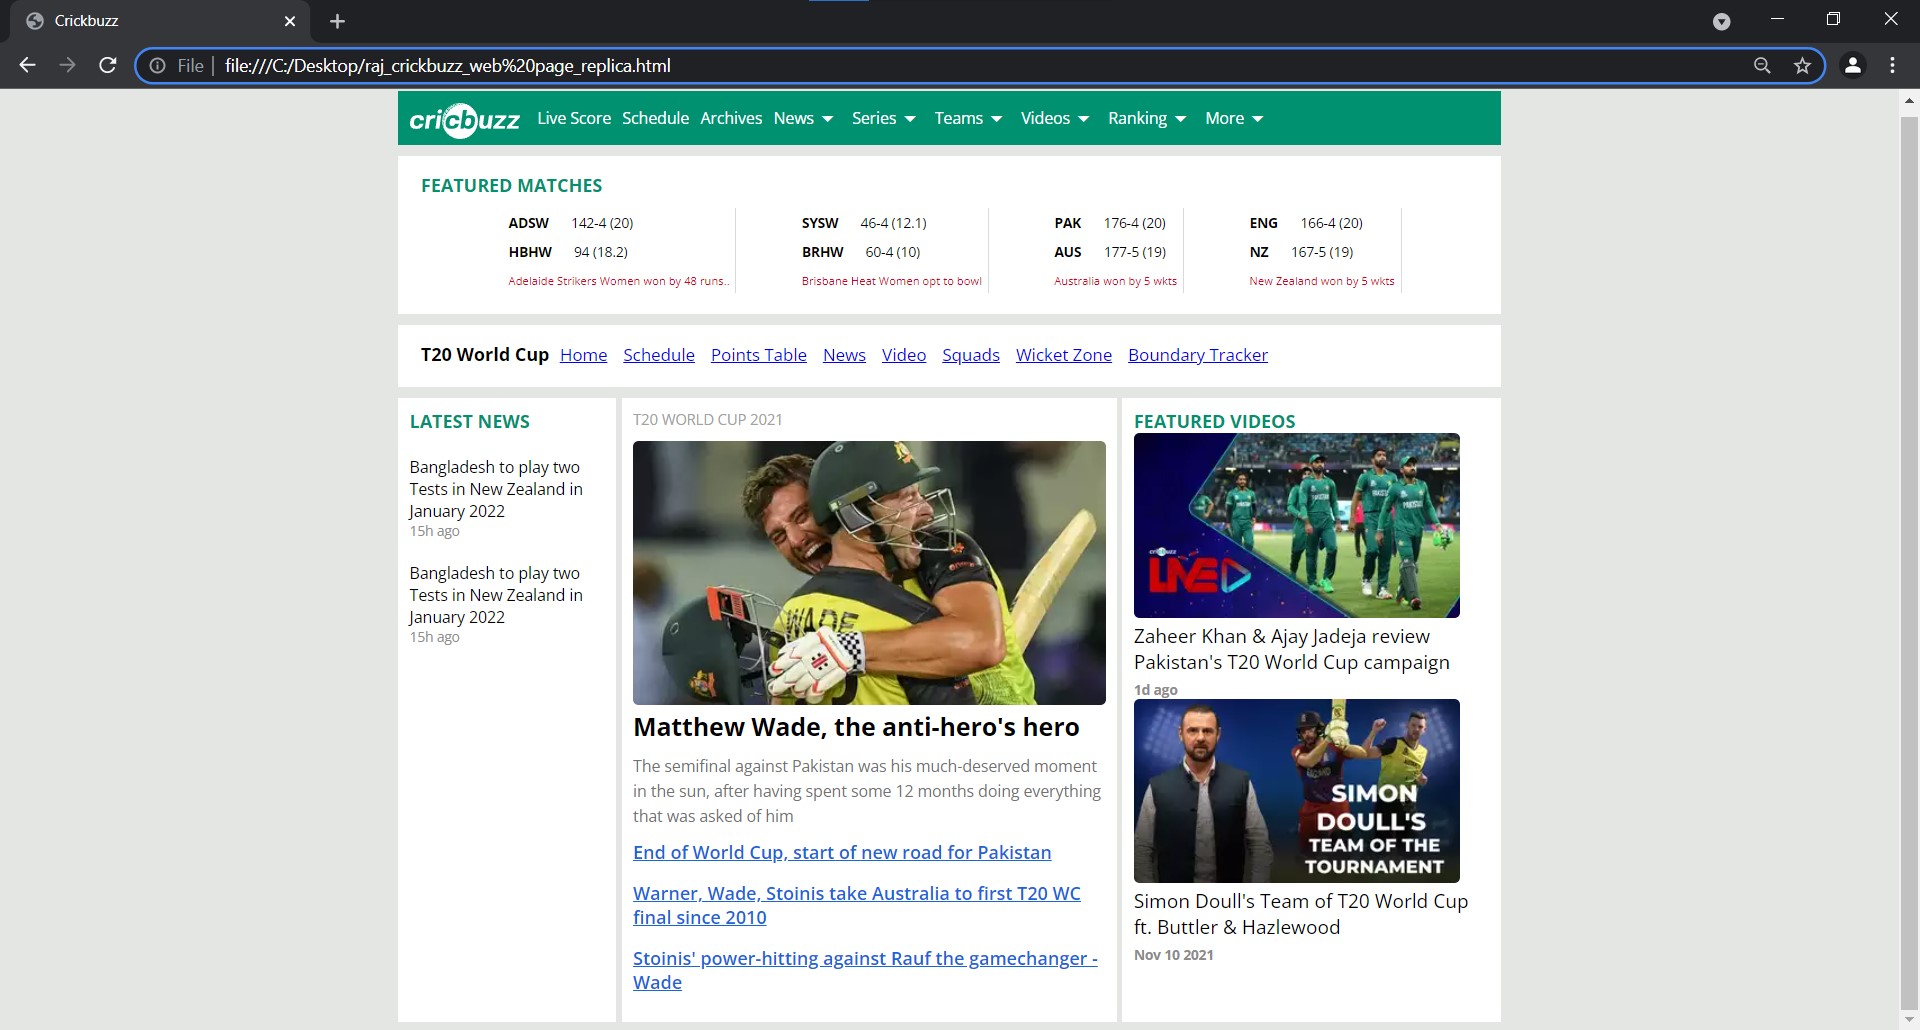 Crickbuzz
File
file:///C:/Desktop/raj_crickbuzz_web%20page_replica.html
cricbuzz Live Score Schedule Archives News Series Teams Videos Ranking More
FEATURED MATCHES
ADSW 142-4 (20)
HBHW 94 (18.2)
Adelaide Strikers Women won by 48 runs..
SYSW 46-4 (12.1)
BRHW 60-4 (10)
Brisbane Heat Women opt to bowl
PAK 176-4 (20)
AUS 177-5 (19)
Australia won by 5 wkts
ENG 166-4 (20)
NZ 167-5 (19)
New Zealand won by 5 wkts
T20 World Cup Home Schedule Points Table News Video Squads Wicket Zone Boundary Tracker
LATEST NEWS
Bangladesh to play two
Tests in New Zealand in
January 2022
15h ago
Bangladesh to play two
Tests in New Zealand in
January 2022
15h ago
T20 WORLD CUP 2021
WADE
Matthew Wade, the anti-hero's hero
The semifinal against Pakistan was his much-deserved moment
in the sun, after having spent some 12 months doing everything
that was asked of him
End of World Cup, start of new road for Pakistan
Warner, Wade, Stoinis take Australia to first T20 WC
final since 2010
Stoinis' power-hitting against Rauf the gamechanger -
Wade
FEATURED VIDEOS
cricbuzz
LIVE
Zaheer Khan & Ajay Jadeja review
Pakistan's T20 World Cup campaign
1d ago
SIMON
DOULL'S
TEAM OF THE
TOURNAMENT
Simon Doull's Team of T20 World Cup
ft. Buttler & Hazlewood
Nov 10 2021